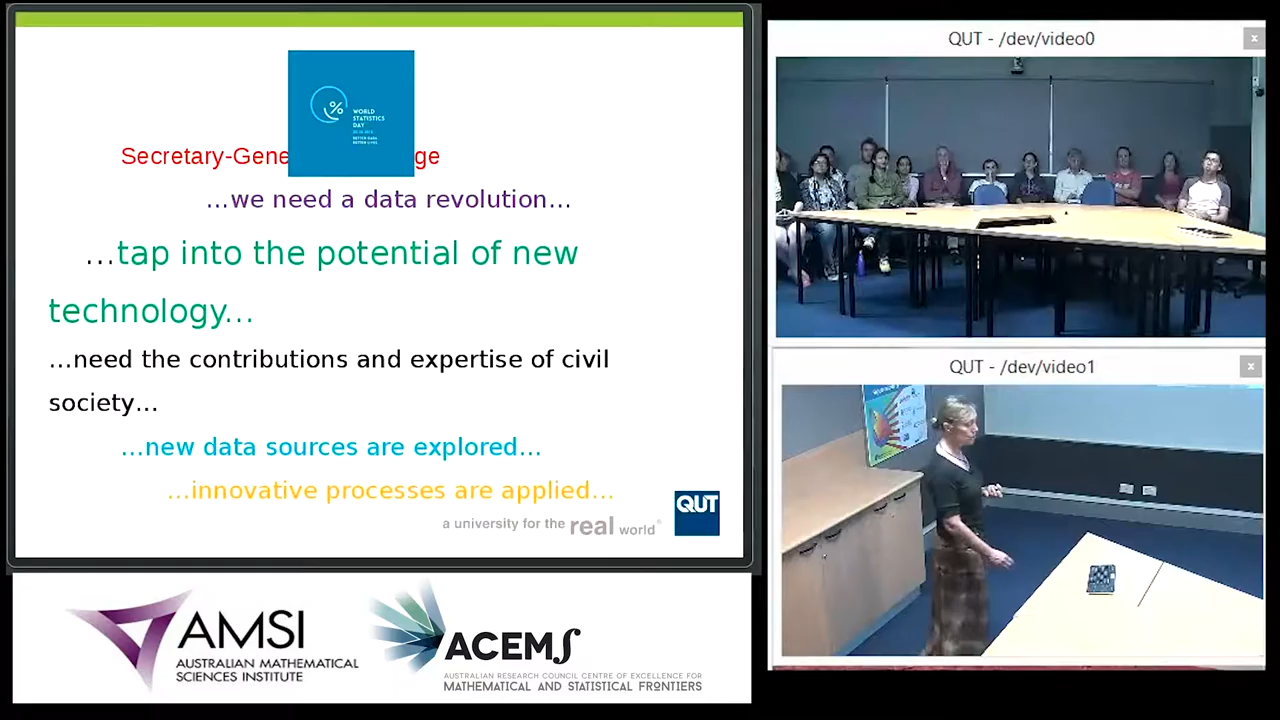 WORLD
STATISTICS
DAY
Secretary-Gene ge
…we need a data revolution…
…tap into the potential of new
technology…
…need the contributions and expertise of civil
society…
…new data sources are explored…
…innovative processes are applied…
a university for the real world
QUT
AMSI
AUSTRALIAN MATHEMATICAL
SCIENCES INSTITUTE
ACEMS
AUSTRALIAN RESEARCH COUNCIL CENTRE OF EXCELLENCE FOR
MATHEMATICAL AND STATISTICAL FRONTIERS
QUT - /dev/video0
x
QUT - /dev/video1
x